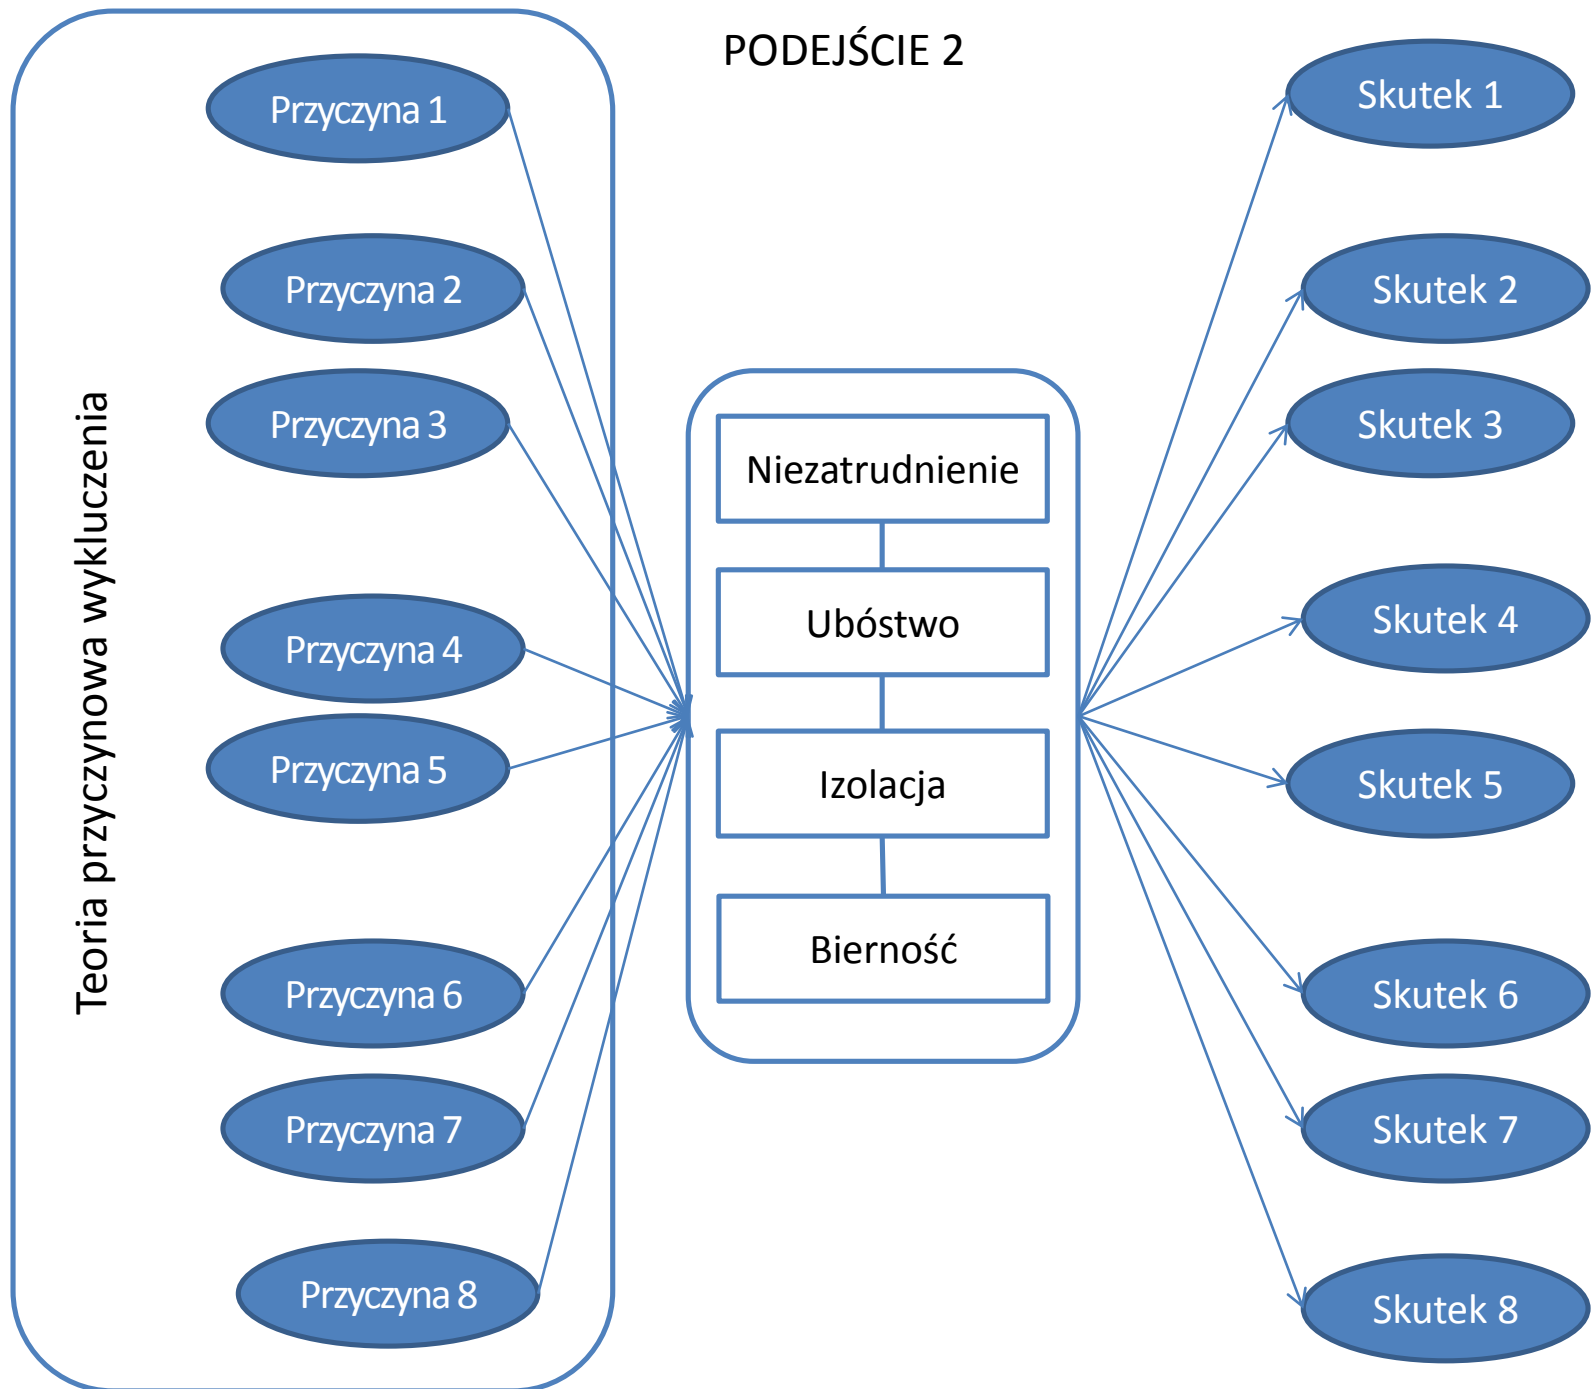 PODEJŚCIE 2
Teoria przyczynowa wykluczenia
Przyczyna 1
Przyczyna 2
Przyczyna 3
Przyczyna 4
Przyczyna 5
Przyczyna 6
Przyczyna 7
Przyczyna 8
Niezatrudnienie
Ubóstwo
Izolacja
Bierność
Skutek 1
Skutek 2
Skutek 3
Skutek 4
Skutek 5
Skutek 6
Skutek 7
Skutek 8